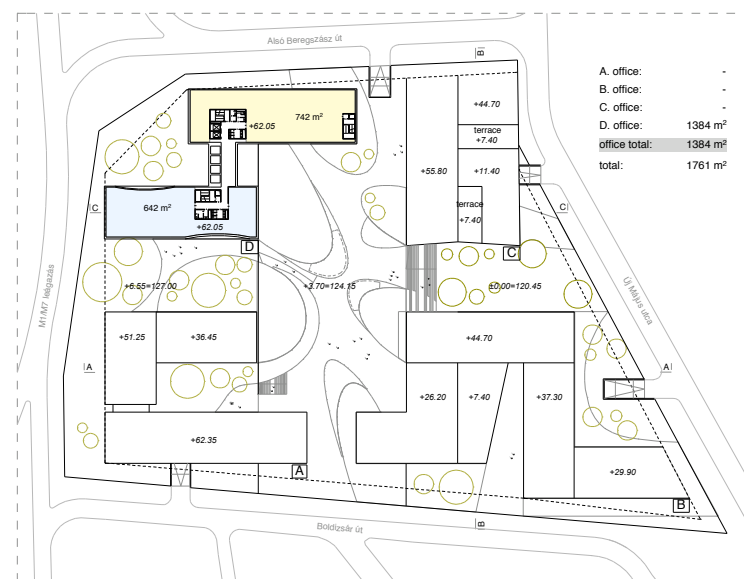 Alsó Beregszász út
B
A. office: -
B. office: -
C. office: -
D. office: 1384 m²
office total: 1384 m²
total: 1761 m²
742 m²
+62.05
+44.70
terrace
+7.40
+55.80
+11.40
terrace
+7.40
C
642 m²
+62.05
C
D
C
+6.55=127.00
+3.70=124.15
±0.00=120.45
M1/M7 felágazás
Új Május utca
+51.25
+36.45
+44.70
A
A
+26.20
+7.40
+37.30
+62.35
A
+29.90
B
B
Boldizsár út